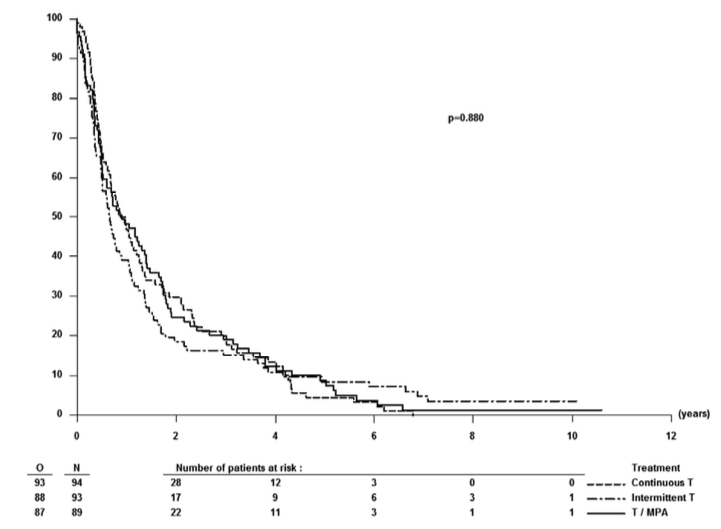 100
90
80
70
60
50
40
30
20
10
0
p=0.880
0 2 4 6 8 10 12
(years)
O N Number of patients at risk : Treatment
93 94 28 12 3 0 0 Continuous T
88 93 17 9 6 3 1 Intermittent T
87 89 22 11 3 1 1 T / MPA